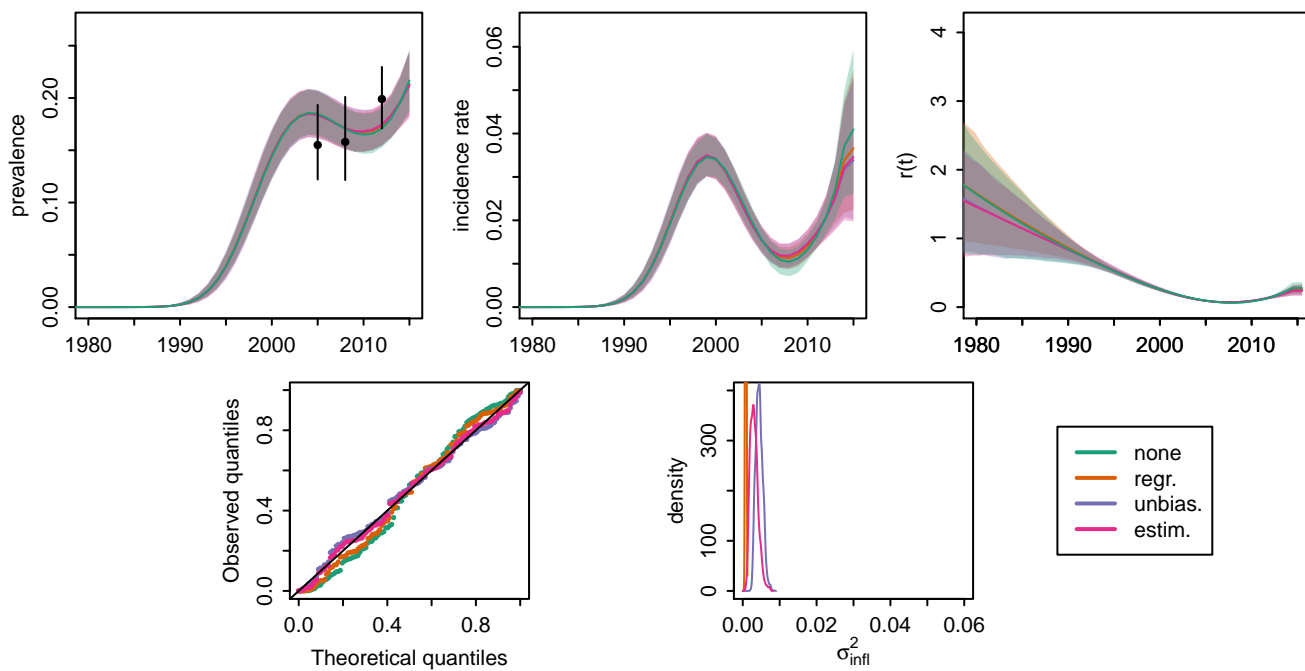 prevalence
0.00 0.10 0.20
1980 1990 2000 2010
incidence rate
0.00 0.02 0.04 0.06
1980 1990 2000 2010
r(t)
0 1 2 3 4
1980 1990 2000 2010
Observed quantiles
0.0 0.4 0.8
0.0 0.4 0.8
Theoretical quantiles
density
0 100 300
0.00 0.02 0.04 0.06
σ²infl
none
regr.
unbias.
estim.